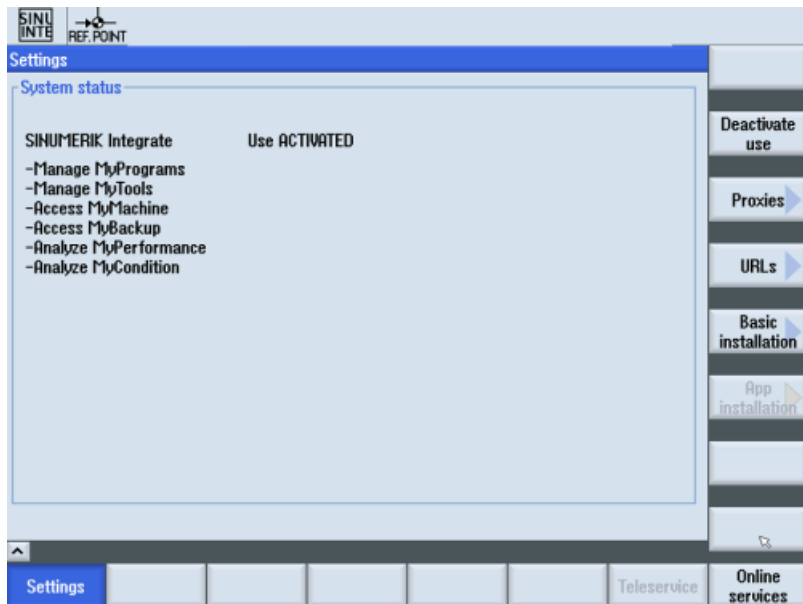 SINU
INTE
REF. POINT
Settings
System status
SINUMERIK Integrate Use ACTIVATED
-Manage MyPrograms
-Manage MyTools
-Access MyMachine
-Access MyBackup
-Analyze MyPerformance
-Analyze MyCondition
Deactivate
use
Proxies
URLs
Basic
installation
App
installation
Settings
Teleservice
Online
services